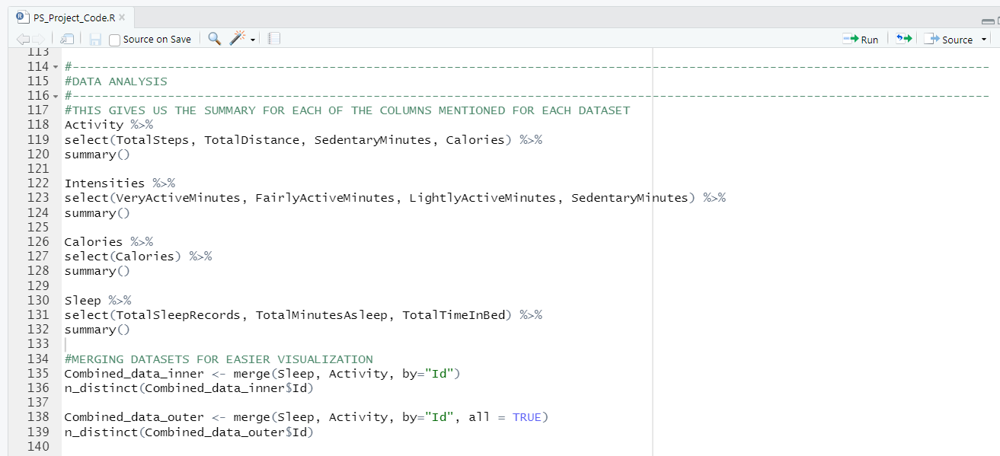 PS_Project_Code.R
Source on Save Run Source
113
114 #-----------------------------------------------------------------------------------------------------------------------------
115 #DATA ANALYSIS
116 #-----------------------------------------------------------------------------------------------------------------------------
117 #THIS GIVES US THE SUMMARY FOR EACH OF THE COLUMNS MENTIONED FOR EACH DATASET
118 Activity %>%
119 select(TotalSteps, TotalDistance, SedentaryMinutes, Calories) %>%
120 summary()
121
122 Intensities %>%
123 select(VeryActiveMinutes, FairlyActiveMinutes, LightlyActiveMinutes, SedentaryMinutes) %>%
124 summary()
125
126 Calories %>%
127 select(Calories) %>%
128 summary()
129
130 Sleep %>%
131 select(TotalSleepRecords, TotalMinutesAsleep, TotalTimeInBed) %>%
132 summary()
133
134 #MERGING DATASETS FOR EASIER VISUALIZATION
135 Combined_data_inner <- merge(Sleep, Activity, by="Id")
136 n_distinct(Combined_data_inner$Id)
137
138 Combined_data_outer <- merge(Sleep, Activity, by="Id", all = TRUE)
139 n_distinct(Combined_data_outer$Id)
140